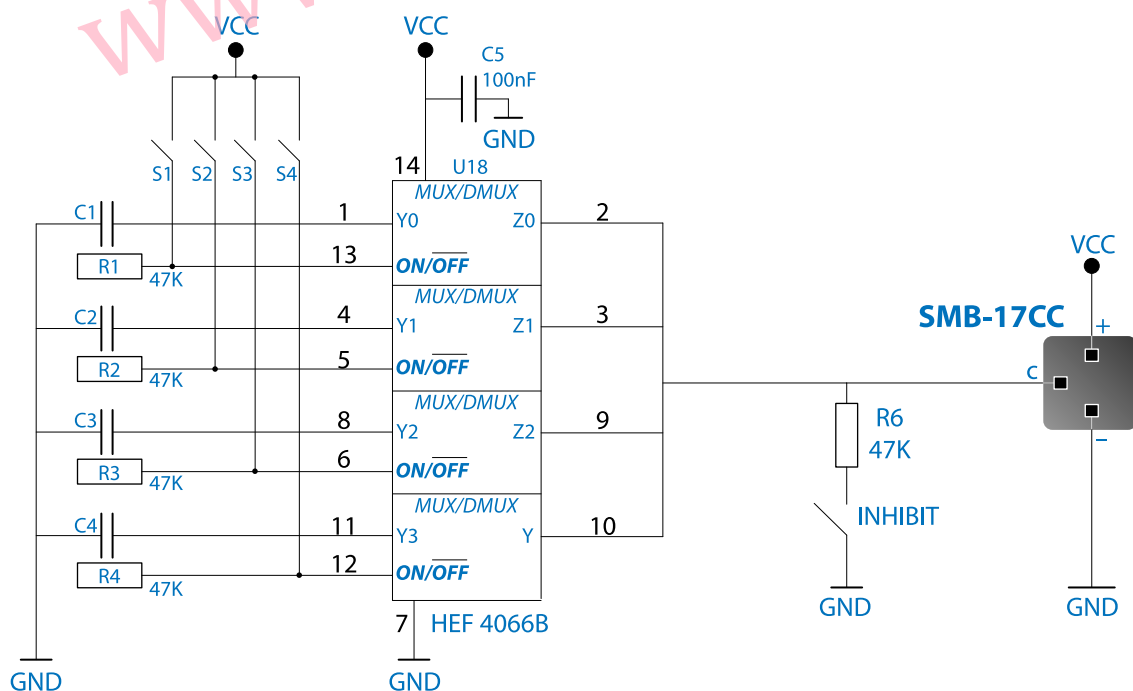 www.
VCC
VCC
C5
100nF
GND
S1
S2
S3
S4
14
U18
MUX/DMUX
C1
1
Y0
Z0
2
R1
47K
13
ON/OFF
MUX/DMUX
C2
4
Y1
Z1
3
R2
47K
5
ON/OFF
MUX/DMUX
C3
8
Y2
Z2
9
R3
47K
6
ON/OFF
MUX/DMUX
C4
11
Y3
Y
10
R4
47K
12
ON/OFF
7
HEF 4066B
GND
GND
VCC
SMB-17CC
+
C
–
R6
47K
INHIBIT
GND
GND